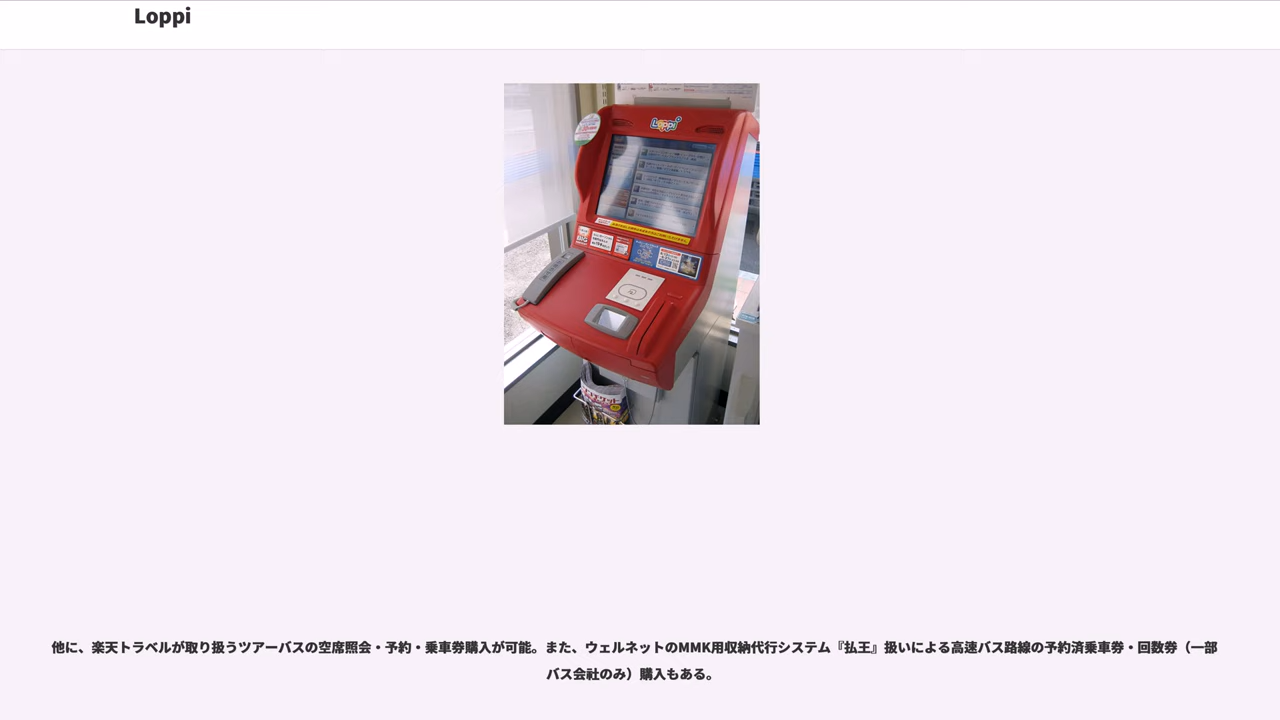 Loppi
Loppi
他に、楽天トラベルが取り扱うツアーバスの空席照会・予約・乗車券購入が可能。また、ウェルネットのMMK用収納代行システム『払王』扱いによる高速バス路線の予約済乗車券・回数券（一部
バス会社のみ）購入もある。